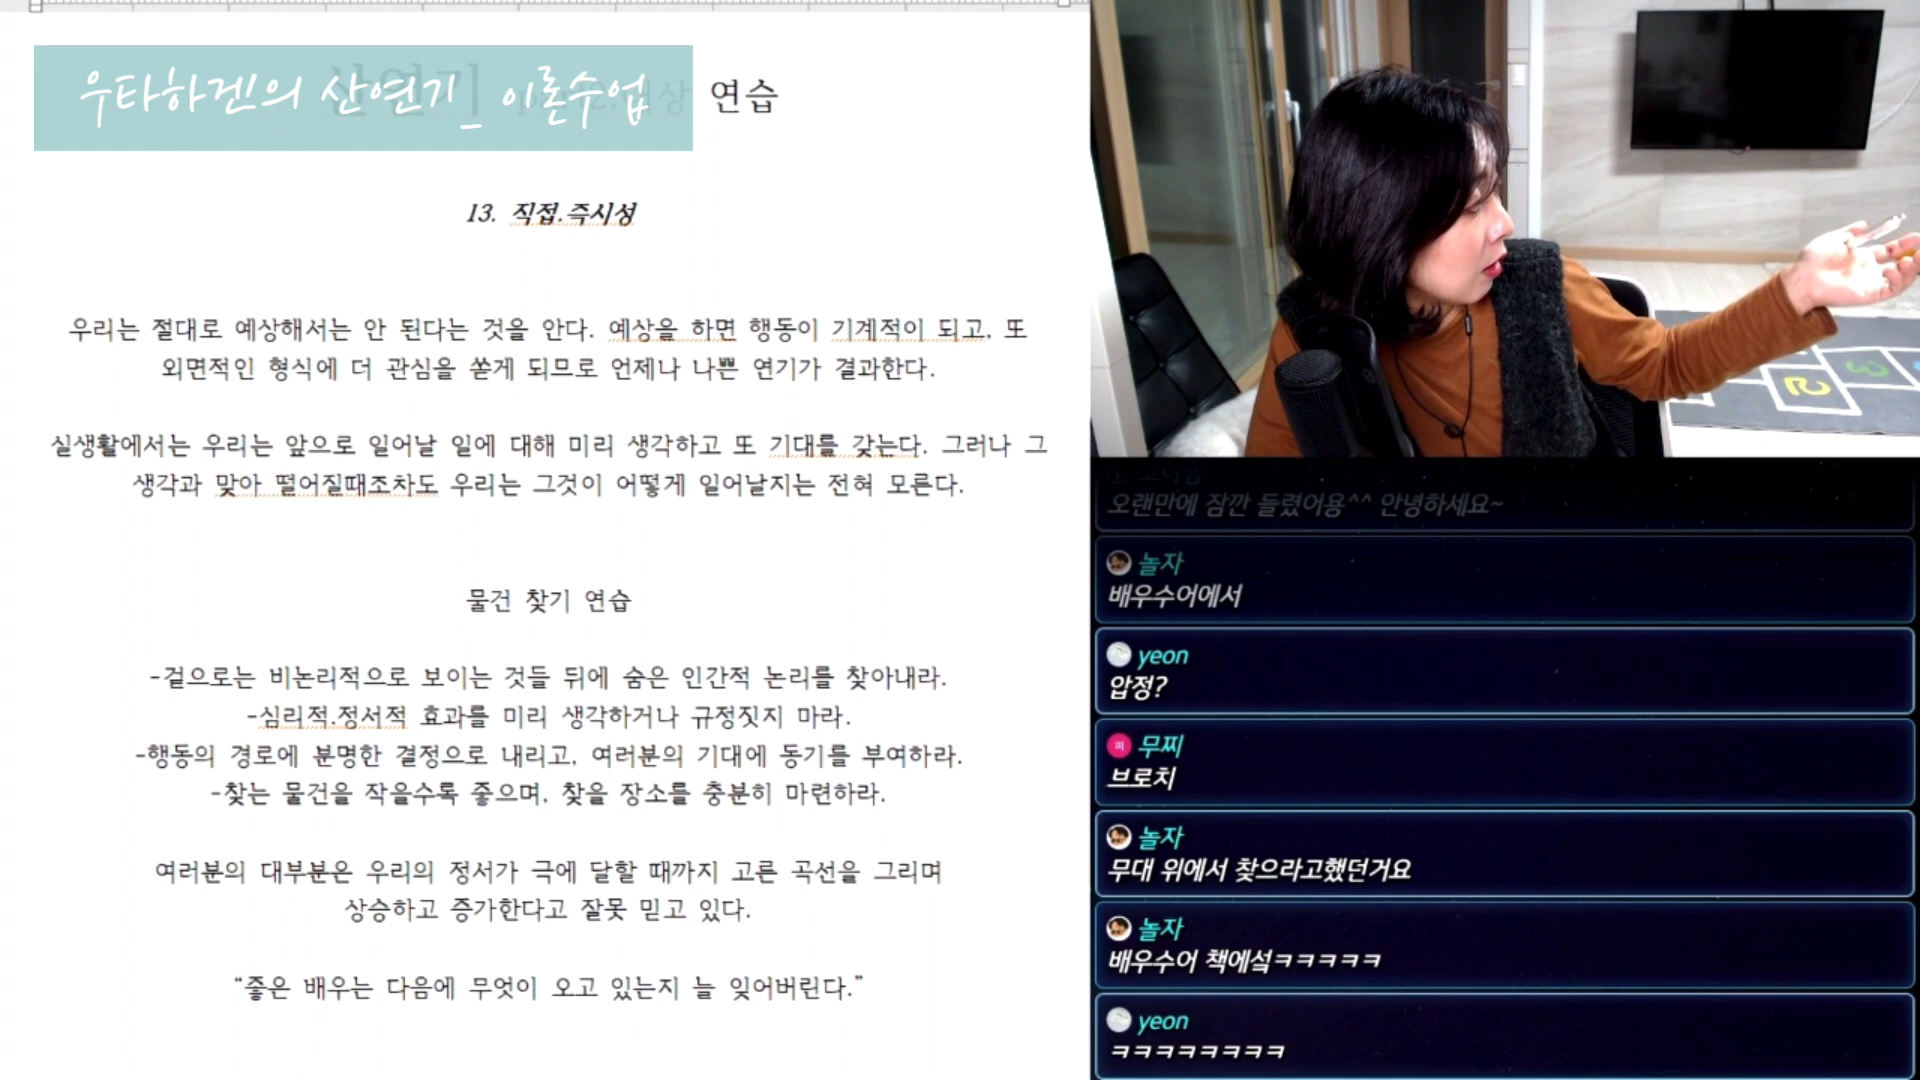 우타하겐의 산연기_ 이론수업
연습
13. 직접.즉시성
우리는 절대로 예상해서는 안 된다는 것을 안다. 예상을 하면 행동이 기계적이 되고, 또
외면적인 형식에 더 관심을 쏟게 되므로 언제나 나쁜 연기가 결과한다.
실생활에서는 우리는 앞으로 일어날 일에 대해 미리 생각하고 또 기대를 갖는다. 그러나 그
생각과 맞아 떨어질때조차도 우리는 그것이 어떻게 일어날지는 전혀 모른다.
물건 찾기 연습
-겉으로는 비논리적으로 보이는 것들 뒤에 숨은 인간적 논리를 찾아내라.
-심리적.정서적 효과를 미리 생각하거나 규정짓지 마라.
-행동의 경로에 분명한 결정으로 내리고, 여러분의 기대에 동기를 부여하라.
-찾는 물건을 작을수록 좋으며, 찾을 장소를 충분히 마련하라.
여러분의 대부분은 우리의 정서가 극에 달할 때까지 고른 곡선을 그리며
상승하고 증가한다고 잘못 믿고 있다.
“좋은 배우는 다음에 무엇이 오고 있는지 늘 잊어버린다.”
오랜만에 잠깐 들렸어용^^ 안녕하세요~
놀자
배우수어에서
yeon
압정?
찌 무찌
브로치
놀자
무대 위에서 찾으라고했던거요
놀자
배우수어 책에섴ㅋㅋㅋㅋㅋ
yeon
ㅋㅋㅋㅋㅋㅋㅋㅋ